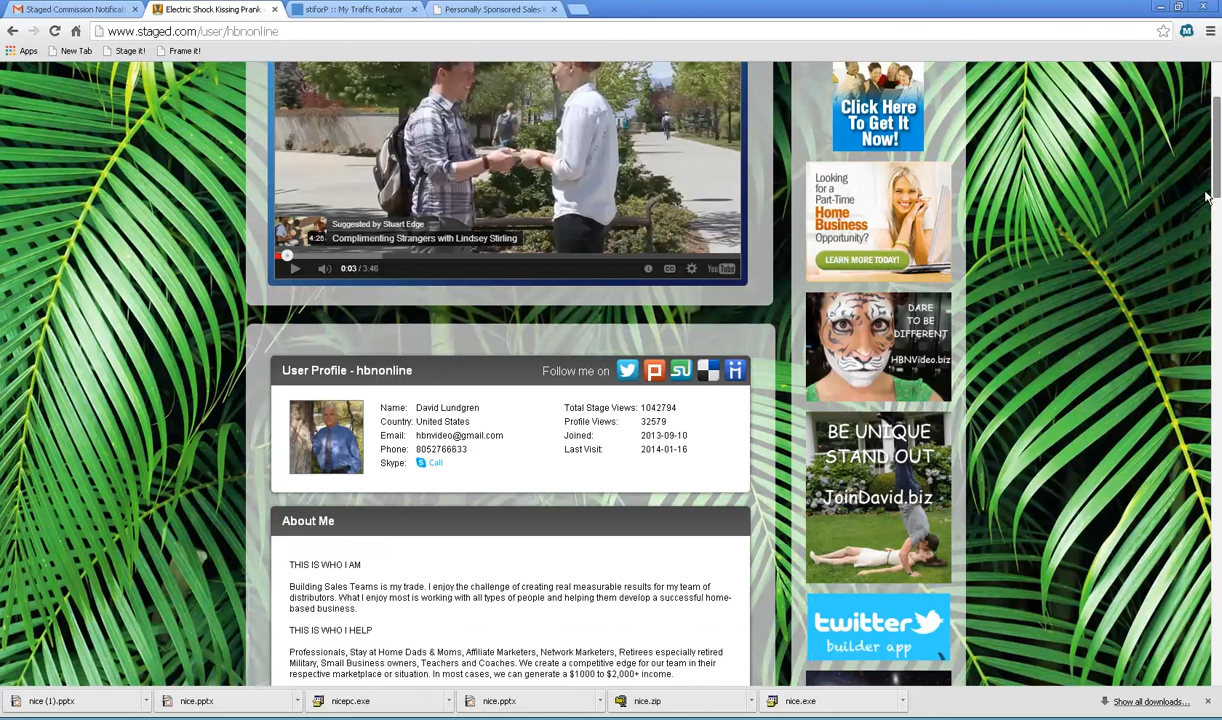 Staged Commission Notificat
Electric Shock Kissing Prank -
stiforP :: My Traffic Rotator
Personally Sponsored Sales F
www.staged.com/user/hbnonline
Apps
New Tab
Stage it!
Frame it!
Suggested by Stuart Edge
4:25
Complimenting Strangers with Lindsey Stirling
0:03 / 3:46
CC
YouTube
User Profile - hbnonline
Follow me on
Name: David Lundgren
Country: United States
Email: hbnvideo@gmail.com
Phone: 8052766633
Skype: Call
Total Stage Views: 1042794
Profile Views: 32579
Joined: 2013-09-10
Last Visit: 2014-01-16
About Me
THIS IS WHO I AM
Building Sales Teams is my trade. I enjoy the challenge of creating real measurable results for my team of
distributors. What I enjoy most is working with all types of people and helping them develop a successful home-
based business.
THIS IS WHO I HELP
Professionals, Stay at Home Dads & Moms, Affiliate Marketers, Network Marketers, Retirees especially retired
Military, Small Business owners, Teachers and Coaches. We create a competitive edge for our team in their
respective marketplace or situation. In most cases, we can generate a $1000 to $2,000+ income.
Click Here
To Get It
Now!
Looking
for a
Part-Time
Home
Business
Opportunity?
LEARN MORE TODAY!
DARE
TO BE
DIFFERENT
HBNVideo.biz
BE UNIQUE
STAND OUT
JoinDavid.biz
twitter
builder app
nice (1).pptx
nice.pptx
nicepc.exe
nice.pptx
nice.zip
nice.exe
Show all downloads...